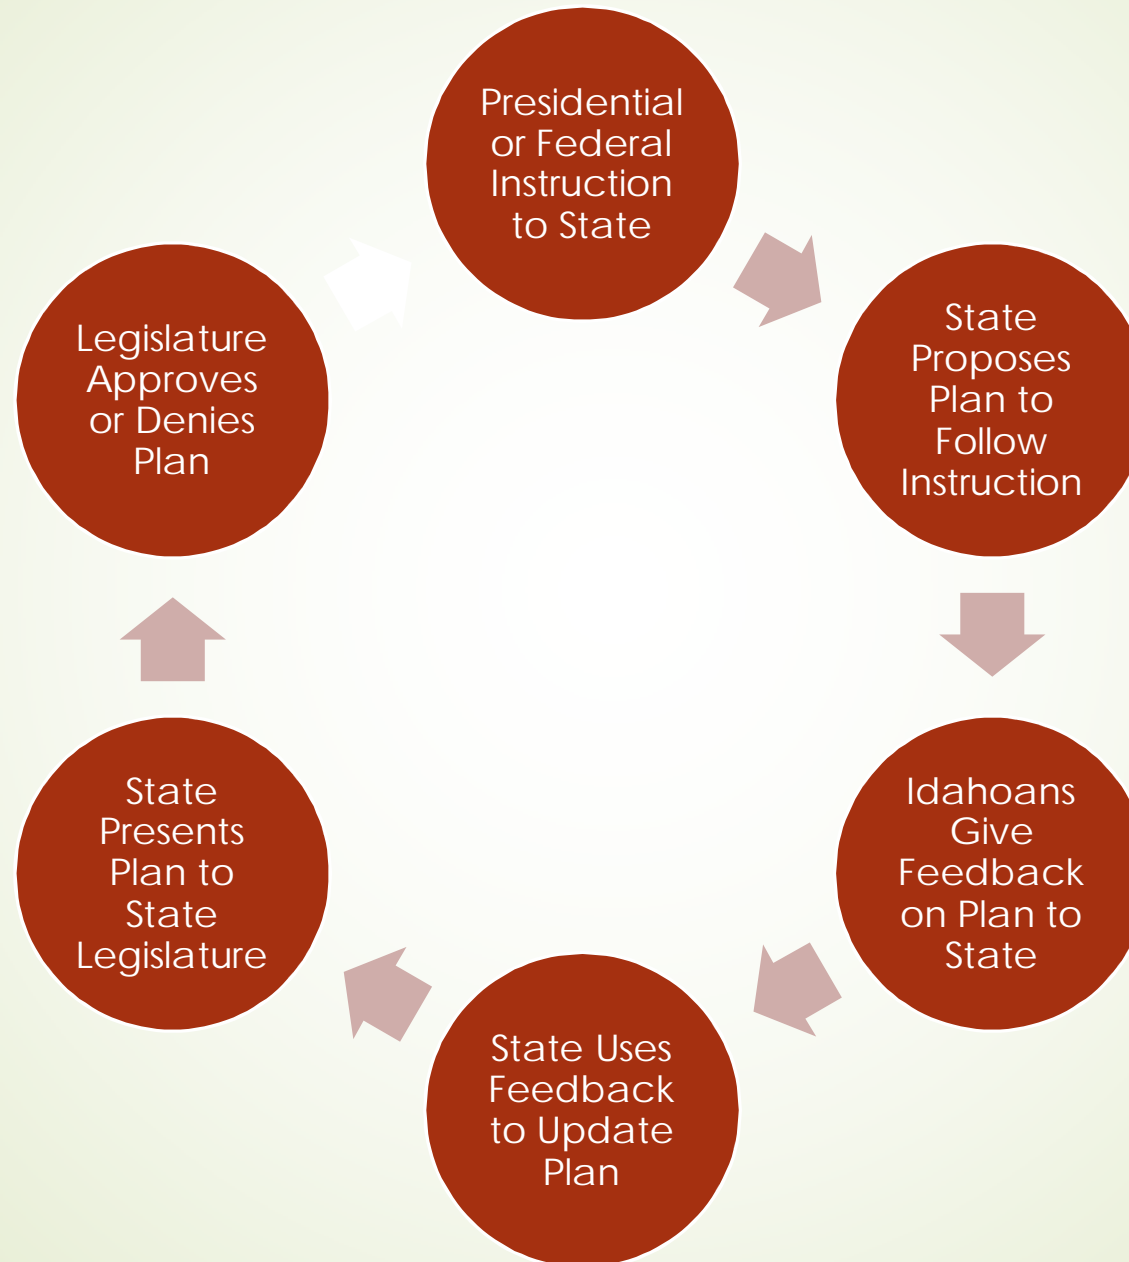 Presidential
or Federal
Instruction
to State
State
Proposes
Plan to
Follow
Instruction
Idahoans
Give
Feedback
on Plan to
State
State Uses
Feedback
to Update
Plan
State
Presents
Plan to
State
Legislature
Legislature
Approves
or Denies
Plan